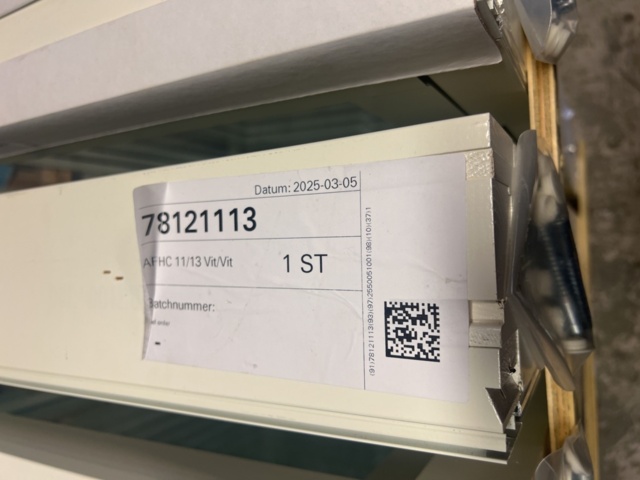 Datum: 2025-03-05
78121113
AFHC 11/13 Vit/Vit
1 ST
Batchnummer: